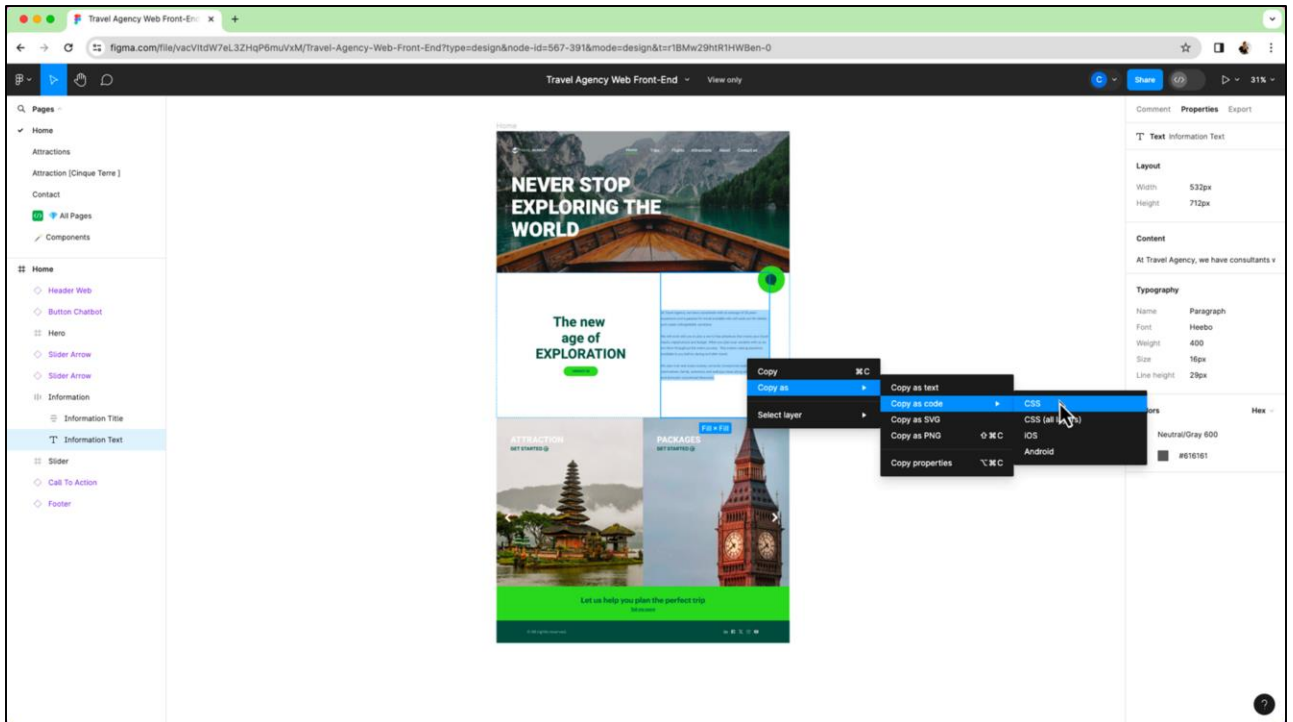 Travel Agency Web Front-En
figma.com/file/vacVItdW7eL3ZHqP6muVxM/Travel-Agency-Web-Front-End?type=design&node-id=567-391&mode=design&t=r1BMw29htR1HWBen-0
Travel Agency Web Front-End View only
C Share 31%
Pages
Home
Attractions
Attraction [Cinque Terre ]
Contact
All Pages
Components
Home
Header Web
Button Chatbot
Hero
Slider Arrow
Slider Arrow
Information
Information Title
Information Text
Slider
Call To Action
Footer
Home
NEVER STOP
EXPLORING THE
WORLD
The new
age of
EXPLORATION
Fill × Fill
ATTRACTION
GET STARTED
PACKAGES
GET STARTED
Let us help you plan the perfect trip
Copy ⌘C
Copy as
Select layer
Copy as text
Copy as code
Copy as SVG
Copy as PNG ⇧⌘C
Copy properties ⌥⌘C
CSS
CSS (all
iOS
Android
Comment Properties Export
Text Information Text
Layout
Width 532px
Height 712px
Content
At Travel Agency, we have consultants v
Typography
Name Paragraph
Font Heebo
Weight 400
Size 16px
Line height 29px
ors Hex
Neutral/Gray 600
#616161
?